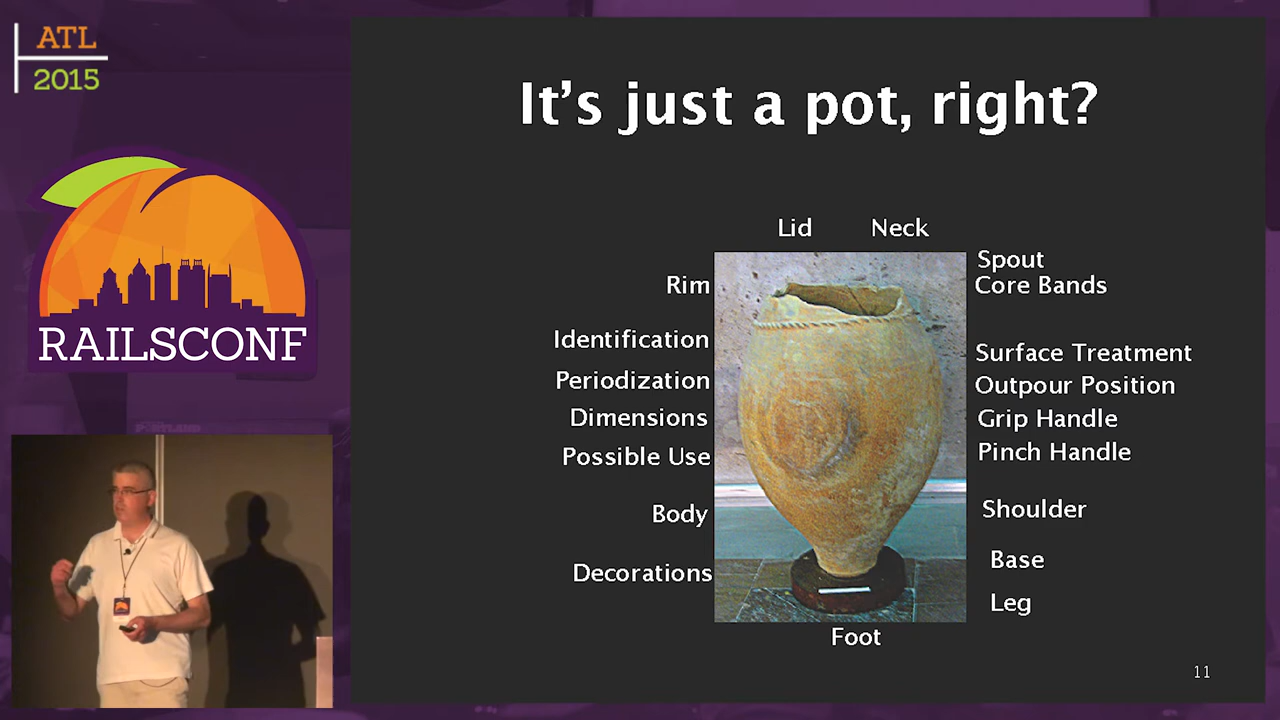 ATL
2015
RAILSCONF
It's just a pot, right?
Lid
Neck
Rim
Identification
Periodization
Dimensions
Possible Use
Body
Decorations
Spout
Core Bands
Surface Treatment
Outpour Position
Grip Handle
Pinch Handle
Shoulder
Base
Leg
Foot
11